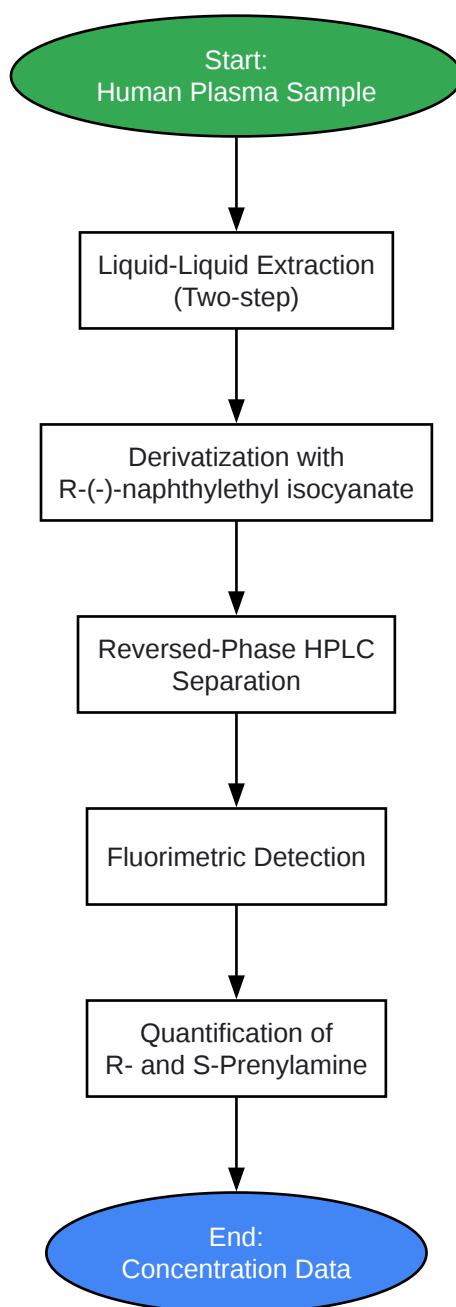 Start:
Human Plasma Sample
Liquid-Liquid Extraction
(Two-step)
Derivatization with
R-(-)-naphthylethyl isocyanate
Reversed-Phase HPLC
Separation
Fluorimetric Detection
Quantification of
R- and S-Prenylamine
End:
Concentration Data